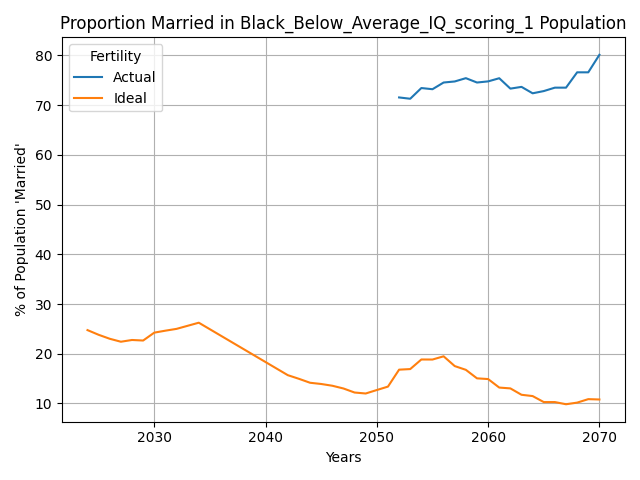 Proportion Married in Black_Below_Average_IQ_scoring_1 Population
Fertility
Actual
Ideal
80
70
60
50
40
30
20
10
% of Population 'Married'
2030 2040 2050 2060 2070
Years